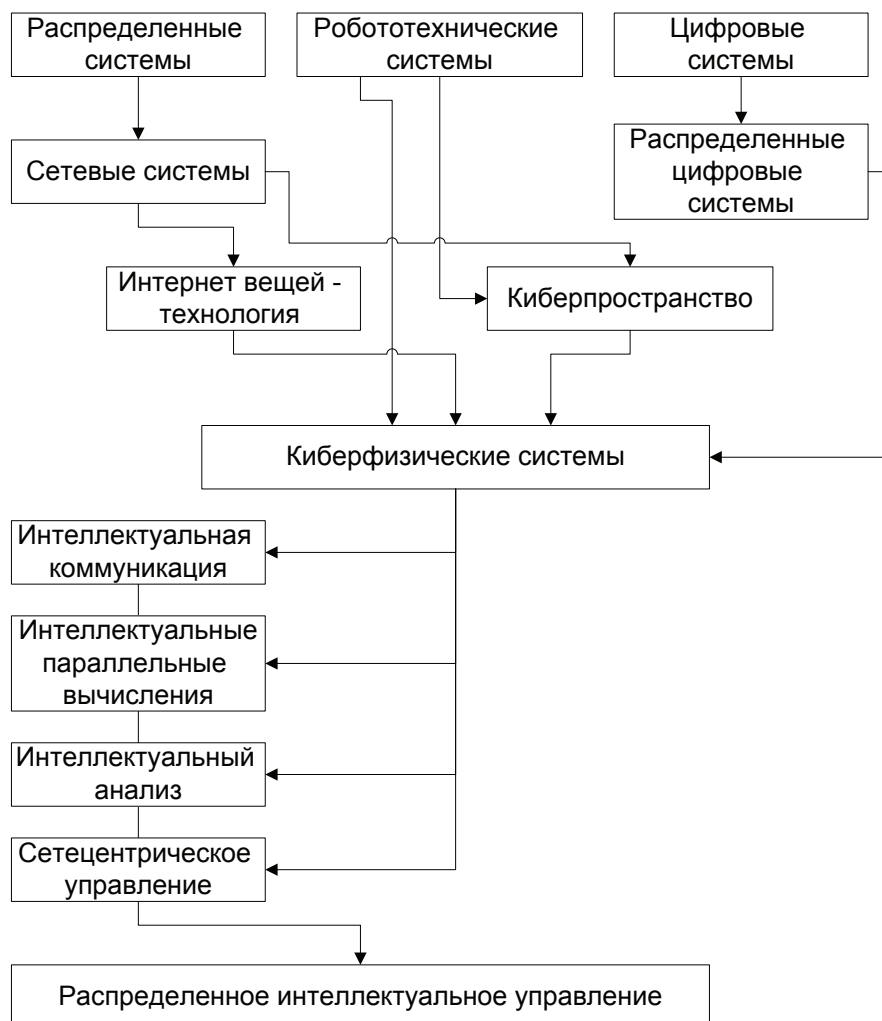 Распределенные
системы
Робототехнические
системы
Цифровые
системы
Сетевые системы
Распределенные
цифровые
системы
Интернет вещей -
технология
Киберпространство
Киберфизические системы
Интеллектуальная
коммуникация
Интеллектуальные
параллельные
вычисления
Интеллектуальный
анализ
Сетецентрическое
управление
Распределенное интеллектуальное управление